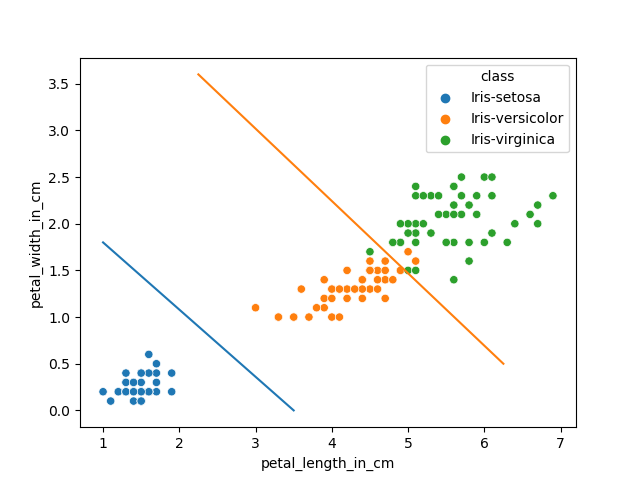 class
Iris-setosa
Iris-versicolor
Iris-virginica
petal_width_in_cm
3.5
3.0
2.5
2.0
1.5
1.0
0.5
0.0
1 2 3 4 5 6 7
petal_length_in_cm